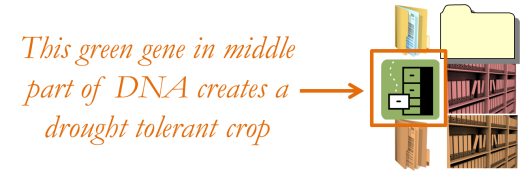 This green gene in middle
part of DNA creates a
drought tolerant crop